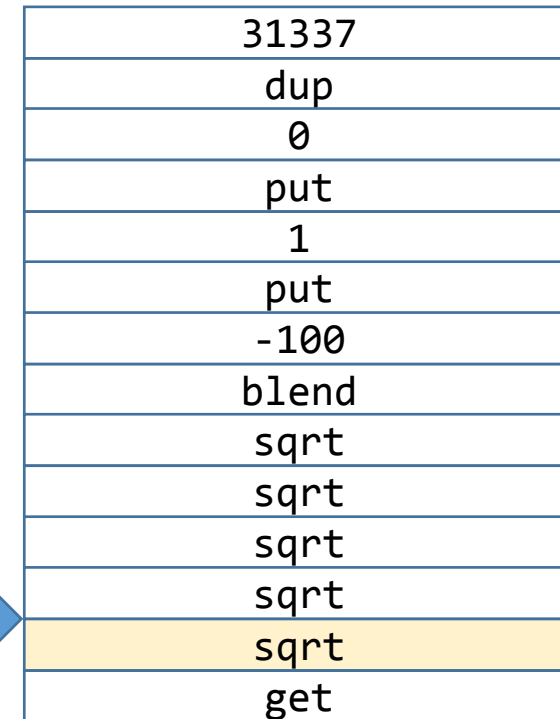 31337
dup
0
put
1
put
-100
blend
sqrt
sqrt
sqrt
sqrt
sqrt
get